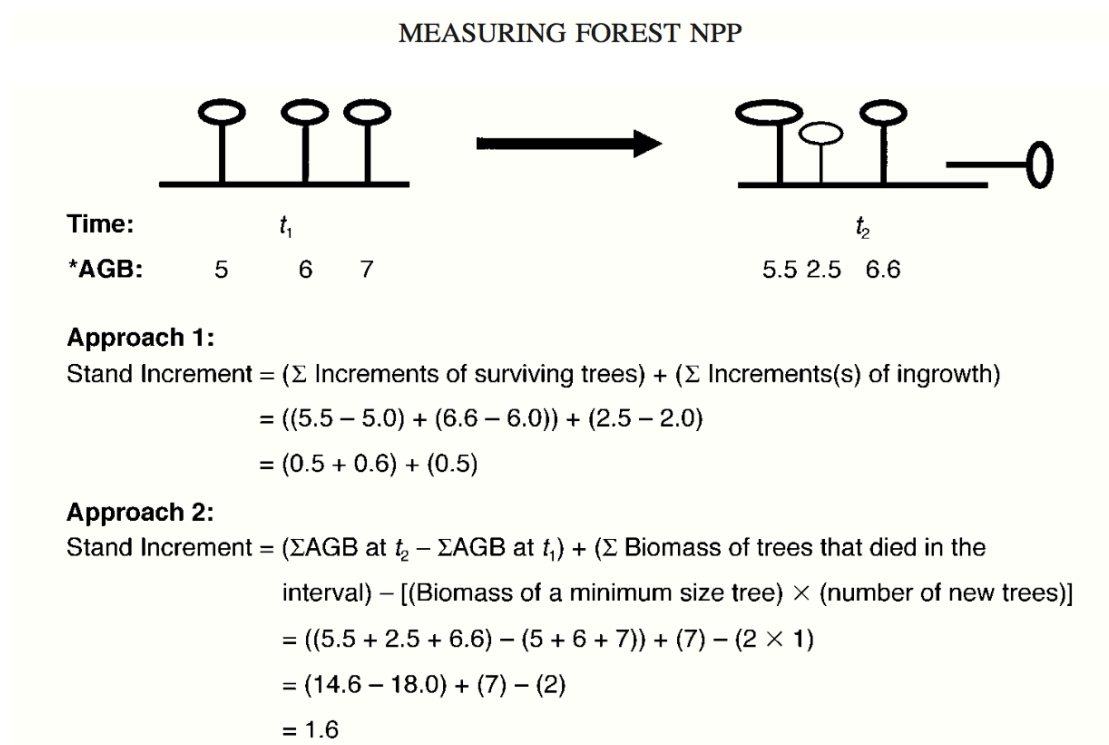 MEASURING FOREST NPP
Time: t₁ t₂
*AGB: 5 6 7 5.5 2.5 6.6
Approach 1:
Stand Increment = (Σ Increments of surviving trees) + (Σ Increments(s) of ingrowth)
= ((5.5 – 5.0) + (6.6 – 6.0)) + (2.5 – 2.0)
= (0.5 + 0.6) + (0.5)
Approach 2:
Stand Increment = (ΣAGB at t₂ – ΣAGB at t₁) + (Σ Biomass of trees that died in the
interval) – [(Biomass of a minimum size tree) × (number of new trees)]
= ((5.5 + 2.5 + 6.6) – (5 + 6 + 7)) + (7) – (2 × 1)
= (14.6 – 18.0) + (7) – (2)
= 1.6